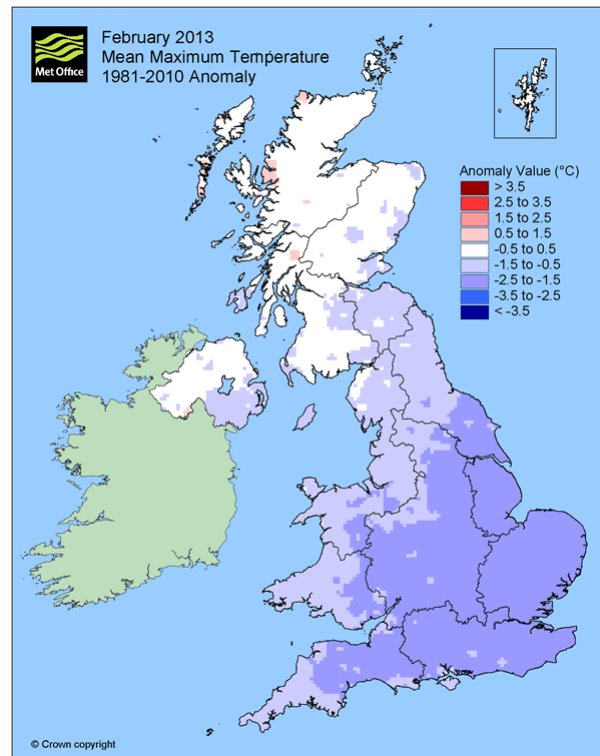 Met Office
February 2013
Mean Maximum Temperature
1981-2010 Anomaly
Anomaly Value (°C)
> 3.5
2.5 to 3.5
1.5 to 2.5
0.5 to 1.5
-0.5 to 0.5
-1.5 to -0.5
-2.5 to -1.5
-3.5 to -2.5
< -3.5
© Crown copyright